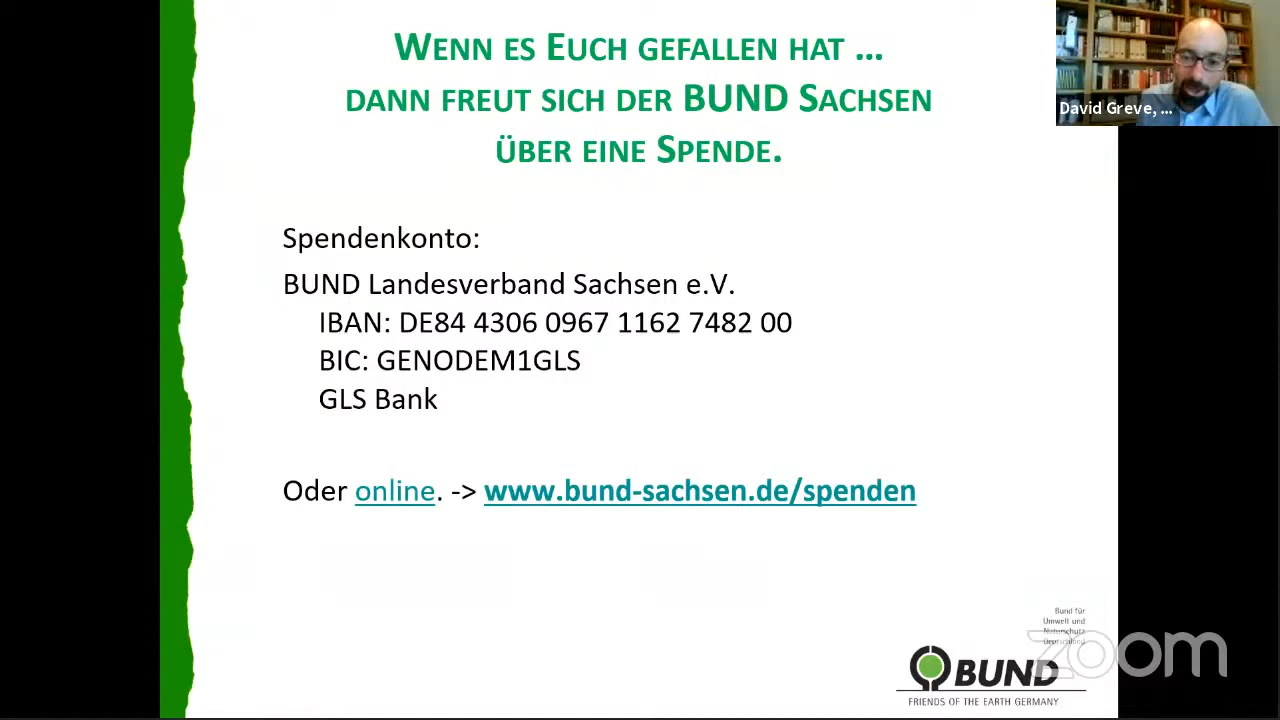 WENN ES EUCH GEFALLEN HAT ...
DANN FREUT SICH DER BUND SACHSEN
ÜBER EINE SPENDE.
David Greve, ...
Spendenkonto:
BUND Landesverband Sachsen e.V.
IBAN: DE84 4306 0967 1162 7482 00
BIC: GENODEM1GLS
GLS Bank
Oder online. -> www.bund-sachsen.de/spenden
Bund für
Umwelt und
Naturschutz
Deutschland
zoom
BUND
FRIENDS OF THE EARTH GERMANY